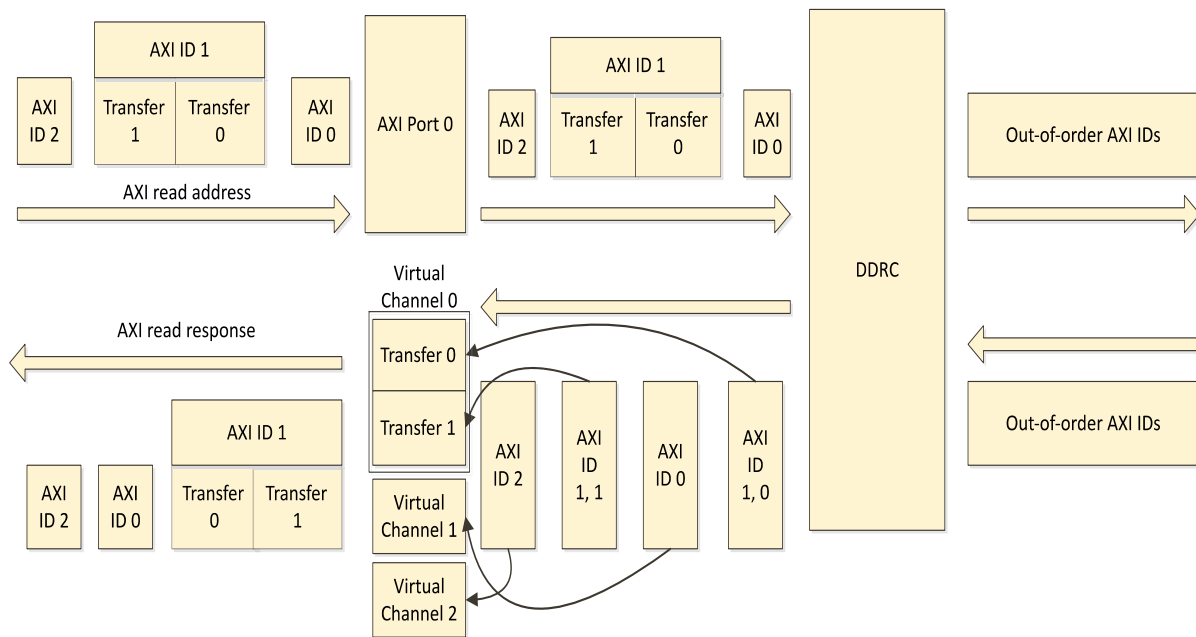 AXI ID 1
AXI
ID 2
Transfer
1
Transfer
0
AXI
ID 0
AXI read address
AXI Port 0
AXI ID 1
AXI
ID 2
Transfer
1
Transfer
0
AXI
ID 0
DDRC
Out-of-order AXI IDs
Virtual
Channel 0
AXI read response
Transfer 0
Transfer 1
AXI
ID 2
AXI
ID
1, 1
AXI
ID 0
AXI
ID
1, 0
Out-of-order AXI IDs
AXI ID 1
AXI
ID 2
AXI
ID 0
Transfer
0
Transfer
1
Virtual
Channel 1
Virtual
Channel 2